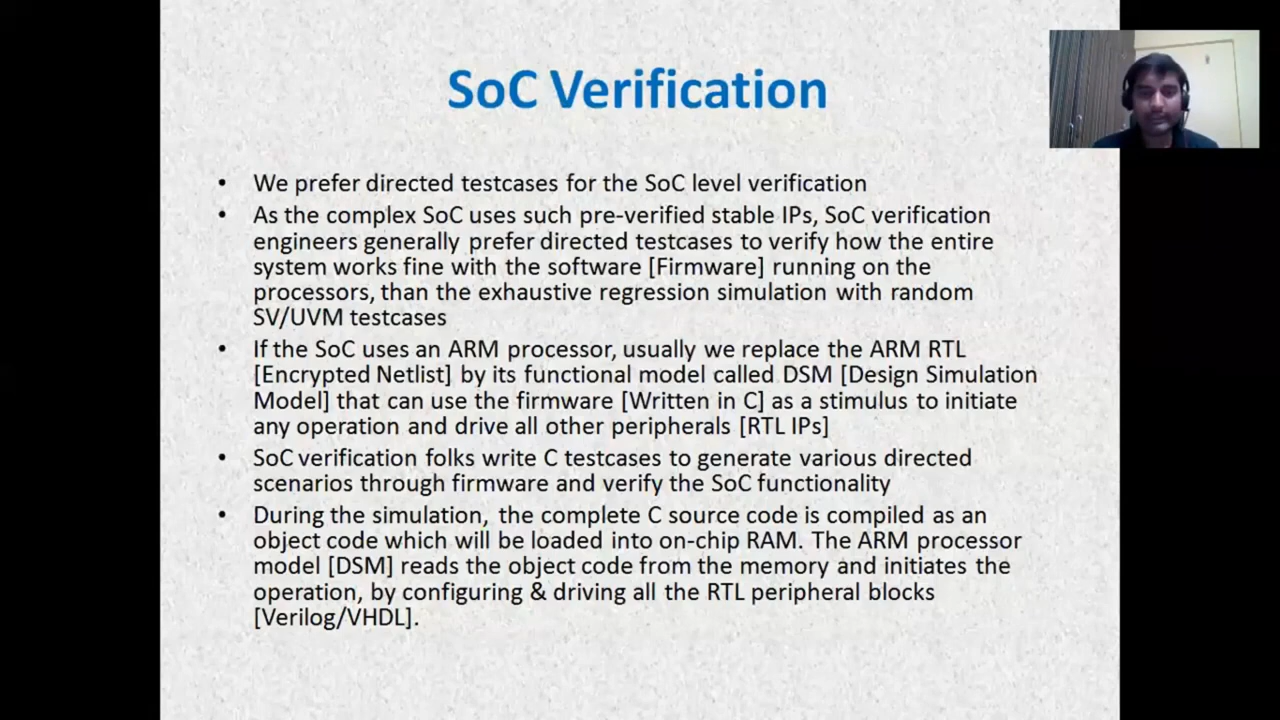 SoC Verification
• We prefer directed testcases for the SoC level verification
• As the complex SoC uses such pre-verified stable IPs, SoC verification
engineers generally prefer directed testcases to verify how the entire
system works fine with the software [Firmware] running on the
processors, than the exhaustive regression simulation with random
SV/UVM testcases
• If the SoC uses an ARM processor, usually we replace the ARM RTL
[Encrypted Netlist] by its functional model called DSM [Design Simulation
Model] that can use the firmware [Written in C] as a stimulus to initiate
any operation and drive all other peripherals [RTL IPs]
• SoC verification folks write C testcases to generate various directed
scenarios through firmware and verify the SoC functionality
• During the simulation, the complete C source code is compiled as an
object code which will be loaded into on-chip RAM. The ARM processor
model [DSM] reads the object code from the memory and initiates the
operation, by configuring & driving all the RTL peripheral blocks
[Verilog/VHDL].